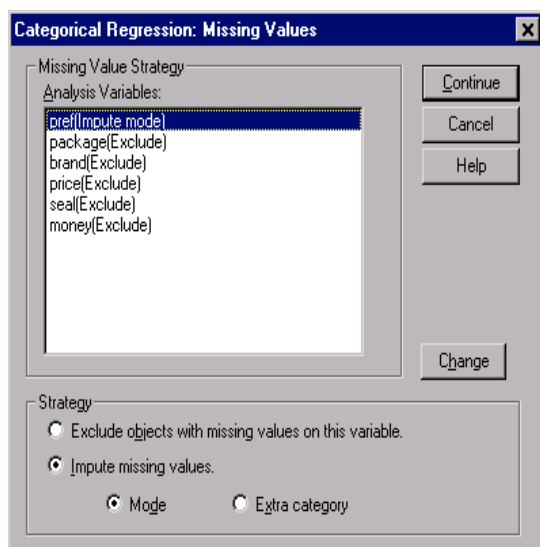 Categorical Regression: Missing Values
Missing Value Strategy
Analysis Variables:
pref(Impute mode)
package(Exclude)
brand(Exclude)
price(Exclude)
seal(Exclude)
money(Exclude)
Continue
Cancel
Help
Change
Strategy
Exclude objects with missing values on this variable.
Impute missing values.
Mode
Extra category